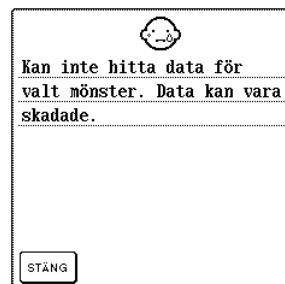 Kan inte hitta data för
valt mönster. Data kan vara
skadade.
STÄNG